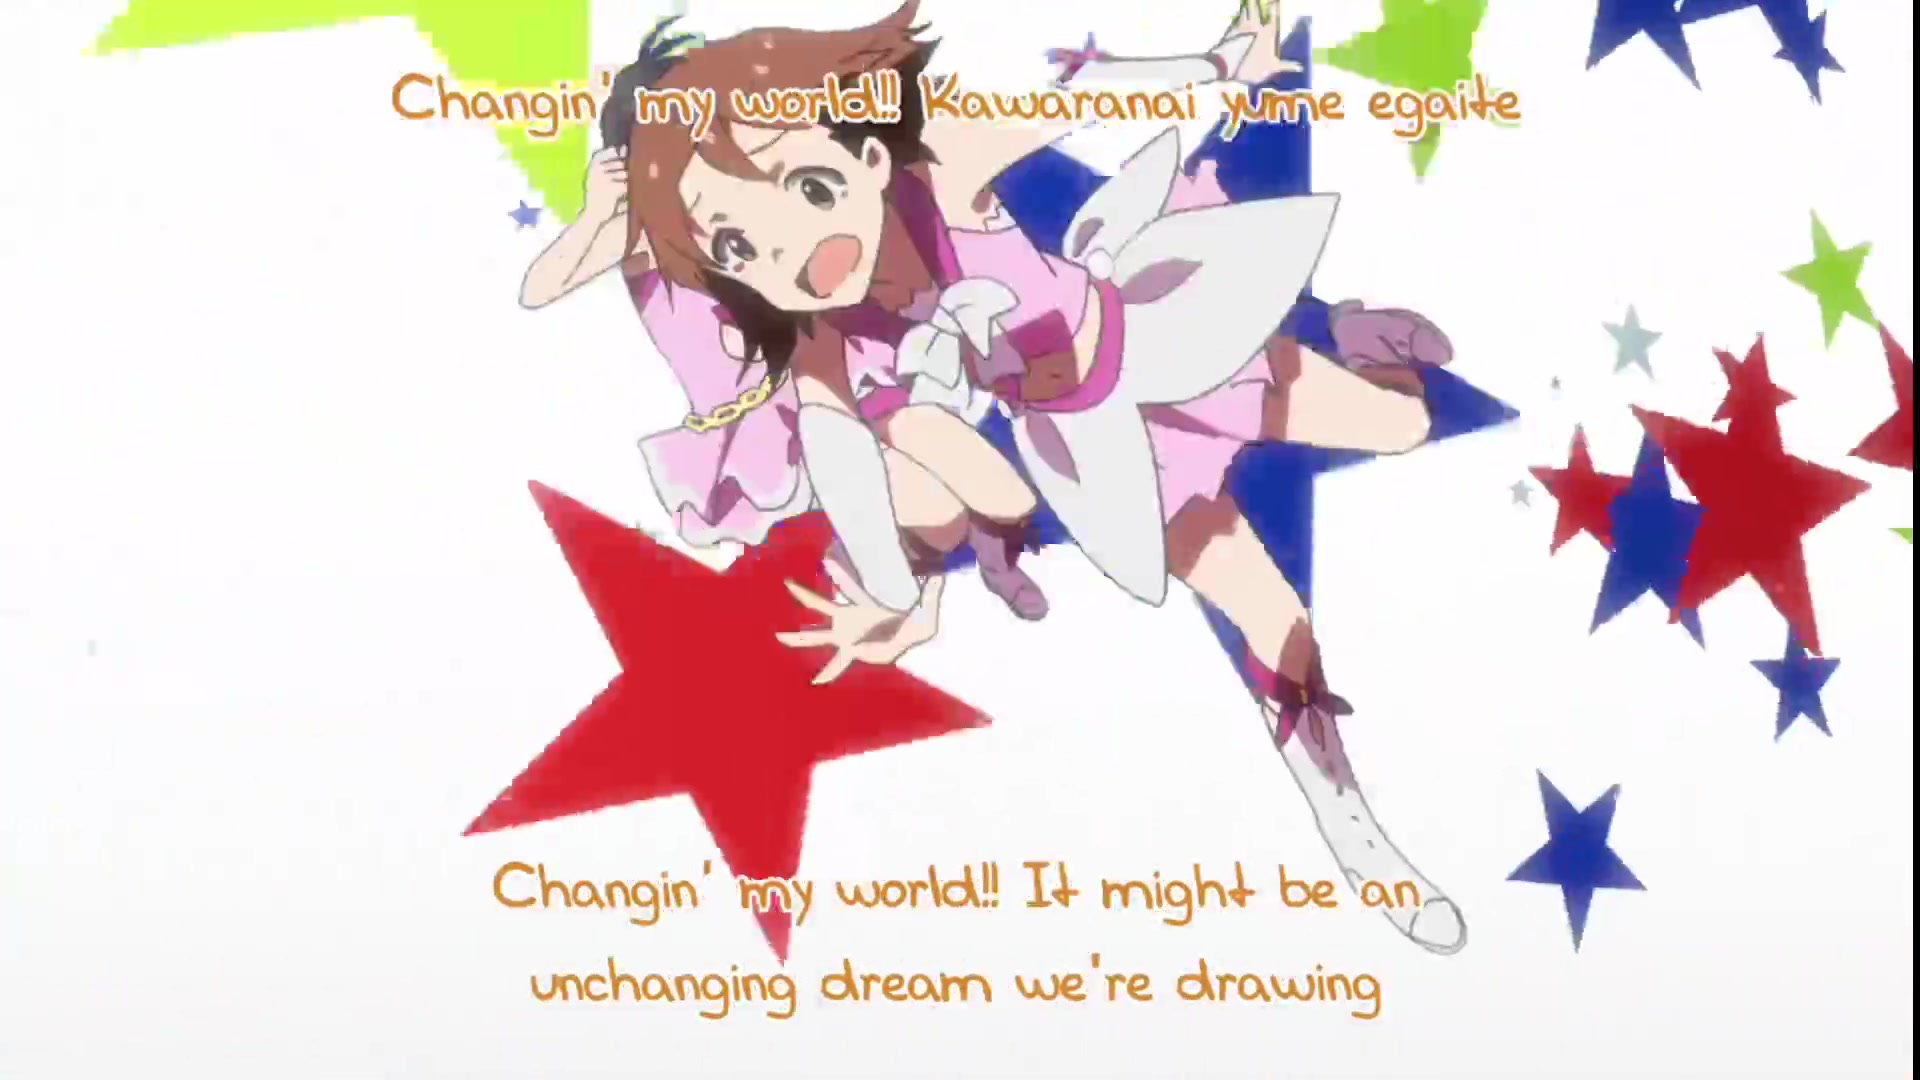 Changin' my world!! Kawaranai yume egaite
Changin' my world!! It might be an
unchanging dream we're drawing